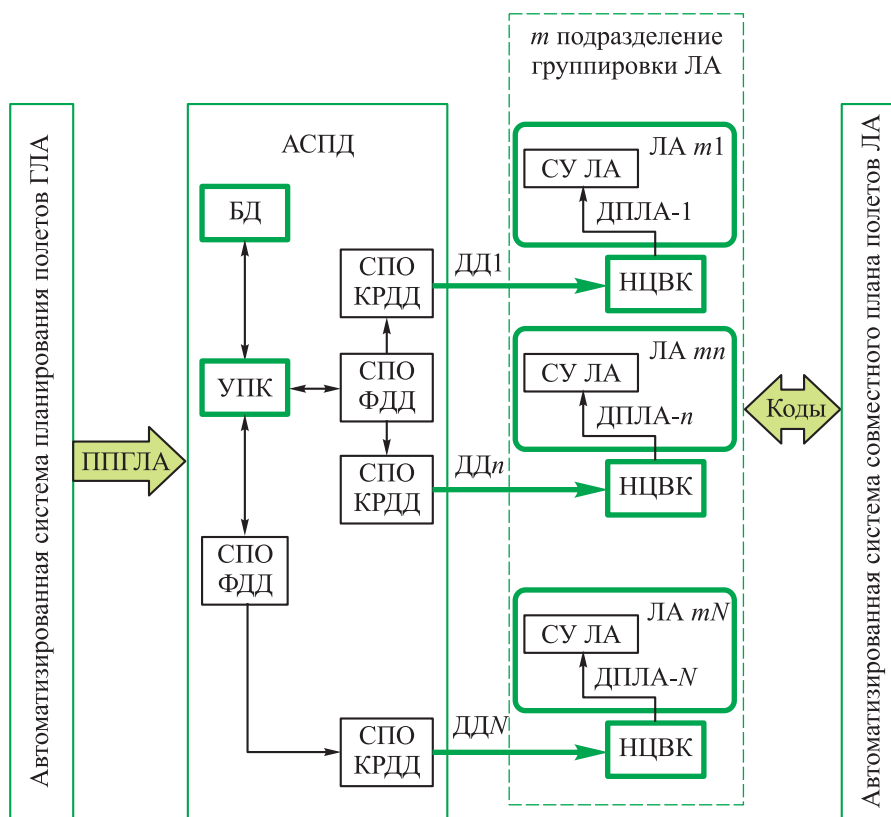 Автоматизированная система планирования полетов ГЛА
ППГЛА
АСПД
БД
УПК
СПО
ФДД
СПО
КРДД
СПО
ФДД
СПО
КРДД
СПО
КРДД
ДД1
ДДn
ДДN
m подразделение
группировки ЛА
ЛА m1
СУ ЛА
ДПЛА-1
НЦВК
ЛА mn
СУ ЛА
ДПЛА-n
НЦВК
ЛА mN
СУ ЛА
ДПЛА-N
НЦВК
Коды
Автоматизированная система совместного плана полетов ЛА